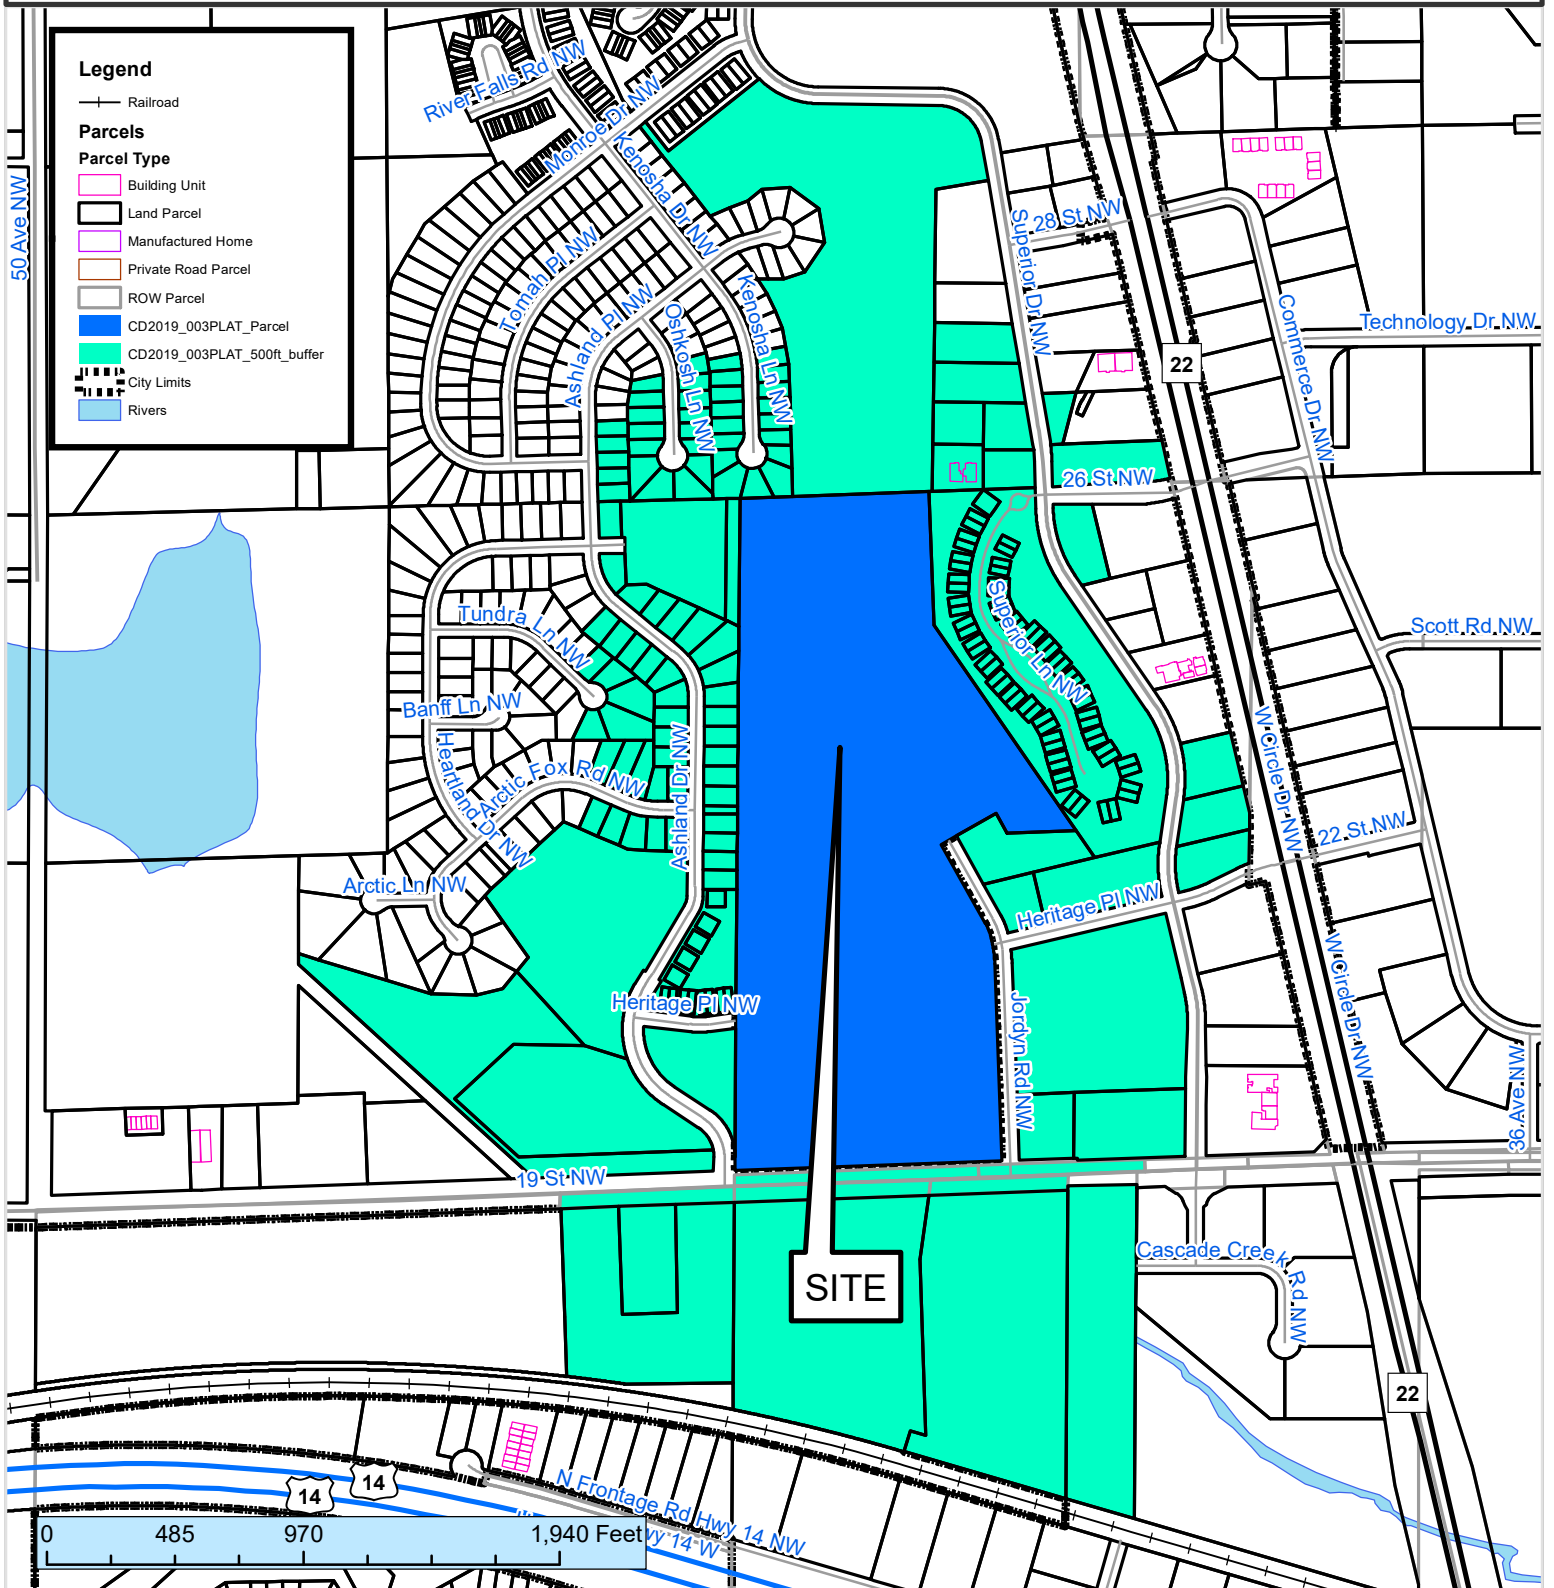 Legend
Railroad
Parcels
Parcel Type
Building Unit
Land Parcel
Manufactured Home
Private Road Parcel
ROW Parcel
CD2019_003PLAT_Parcel
CD2019_003PLAT_500ft_buffer
City Limits
Rivers
50 Ave NW
River Falls Rd NW
Monroe Dr NW
Kenosha Dr NW
Tomah Pl NW
Ashland Pl NW
Oshkosh Ln NW
Kenosha Ln NW
Superior Dr NW
28 St NW
22
Commerce Dr NW
Technology Dr NW
26 St NW
Superior Ln NW
Scott Rd NW
Tundra Ln NW
Banff Ln NW
Heartland Dr NW
Arctic Fox Rd NW
Ashland Dr NW
Arctic Ln NW
W Circle Dr NW
22 St NW
Heritage Pl NW
Heritage Pl NW
Jordyn Rd NW
W Circle Dr NW
36 Ave NW
19 St NW
SITE
Cascade Creek Rd NW
22
14
14
N Frontage Rd Hwy 14 NW
wy 14 W
0 485 970 1,940 Feet